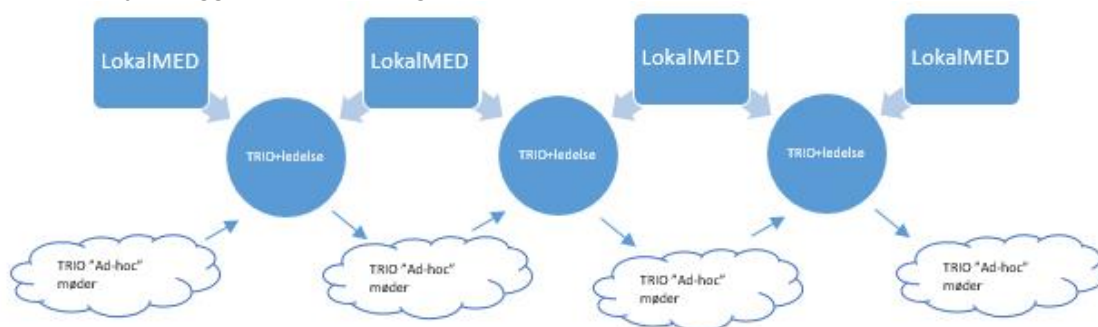 LokalMED
LokalMED
LokalMED
LokalMED
TRIO+ledelse
TRIO+ledelse
TRIO+ledelse
TRIO "Ad-hoc"
møder
TRIO "Ad-hoc"
møder
TRIO "Ad-hoc"
møder
TRIO "Ad-hoc"
møder